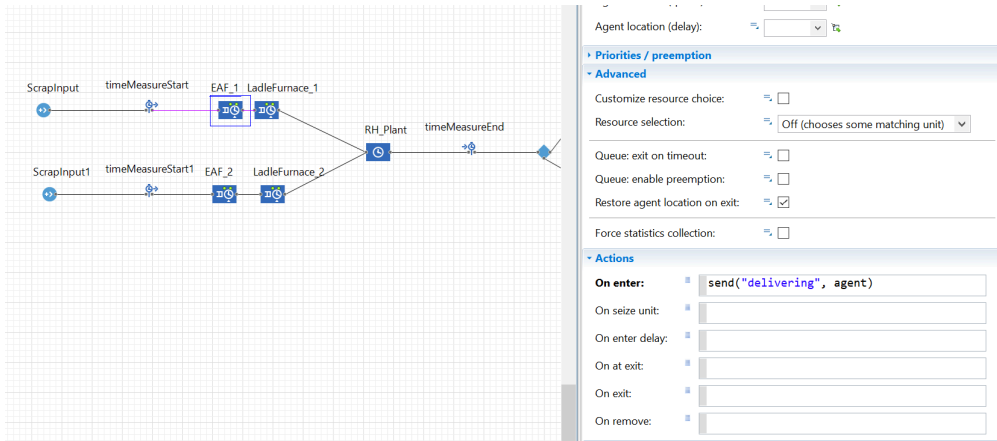 Agent location (delay):
Priorities / preemption
Advanced
Customize resource choice:
Resource selection: Off (chooses some matching unit)
Queue: exit on timeout:
Queue: enable preemption:
Restore agent location on exit:
Force statistics collection:
Actions
On enter: send("delivering", agent)
On seize unit:
On enter delay:
On at exit:
On exit:
On remove:
ScrapInput timeMeasureStart EAF_1 LadleFurnace_1
RH_Plant timeMeasureEnd
ScrapInput1 timeMeasureStart1 EAF_2 LadleFurnace_2